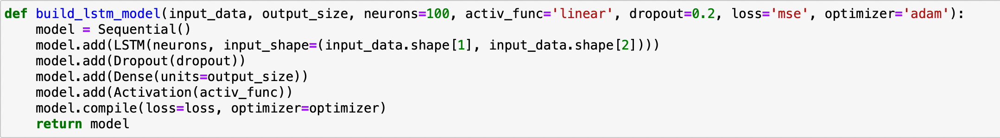 def build_lstm_model(input_data, output_size, neurons=100, activ_func='linear', dropout=0.2, loss='mse', optimizer='adam'):
    model = Sequential()
    model.add(LSTM(neurons, input_shape=(input_data.shape[1], input_data.shape[2])))
    model.add(Dropout(dropout))
    model.add(Dense(units=output_size))
    model.add(Activation(activ_func))
    model.compile(loss=loss, optimizer=optimizer)
    return model